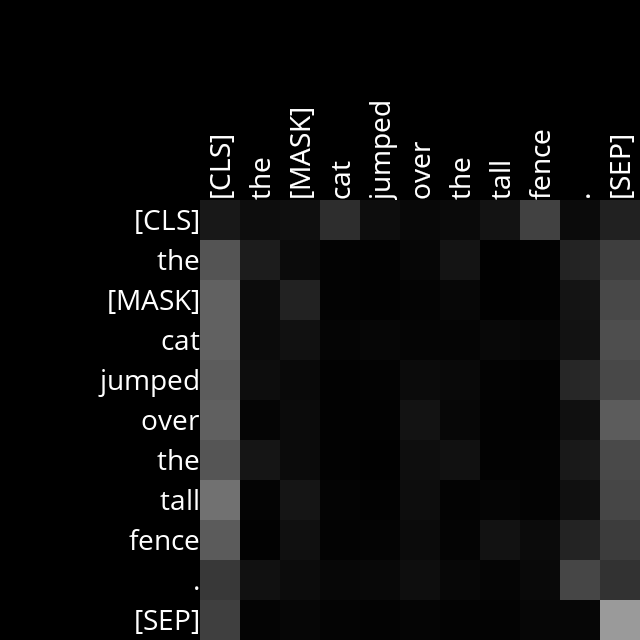 [CLS] the [MASK] cat jumped over the tall fence . [SEP]
[CLS]
the
[MASK]
cat
jumped
over
the
tall
fence
.
[SEP]